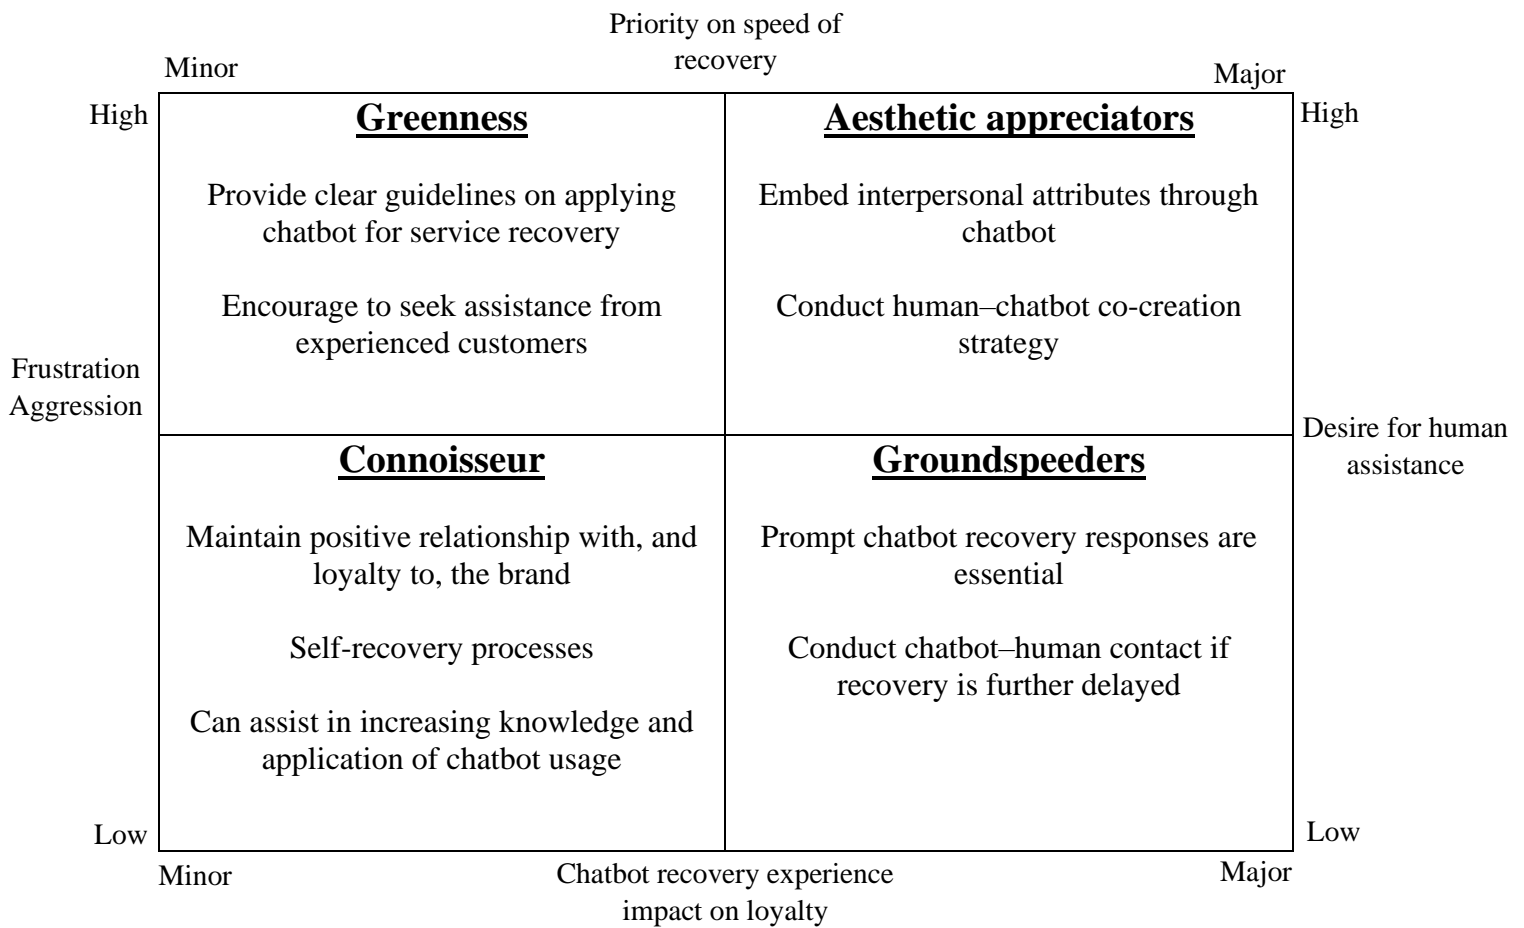 Priority on speed of
recovery
Minor
Major
High
High
Greenness
Provide clear guidelines on applying
chatbot for service recovery
Encourage to seek assistance from
experienced customers
Aesthetic appreciators
Embed interpersonal attributes through
chatbot
Conduct human–chatbot co-creation
strategy
Frustration
Aggression
Desire for human
assistance
Connoisseur
Maintain positive relationship with, and
loyalty to, the brand
Self-recovery processes
Can assist in increasing knowledge and
application of chatbot usage
Groundspeeders
Prompt chatbot recovery responses are
essential
Conduct chatbot–human contact if
recovery is further delayed
Low
Low
Minor
Major
Chatbot recovery experience
impact on loyalty